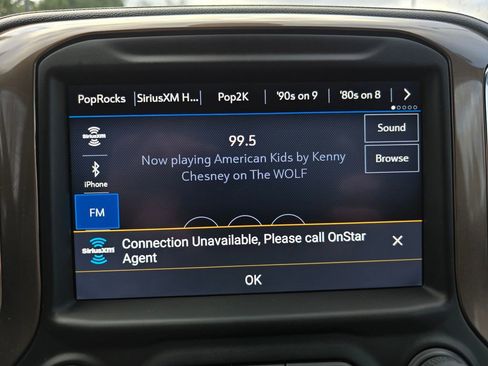 PopRocks SiriusXM H... Pop2K '90s on 9 '80s on 8
SiriusXM
99.5
Sound
Now playing American Kids by Kenny
Chesney on The WOLF
Browse
iPhone
FM
SiriusXM
Connection Unavailable, Please call OnStar
Agent
OK